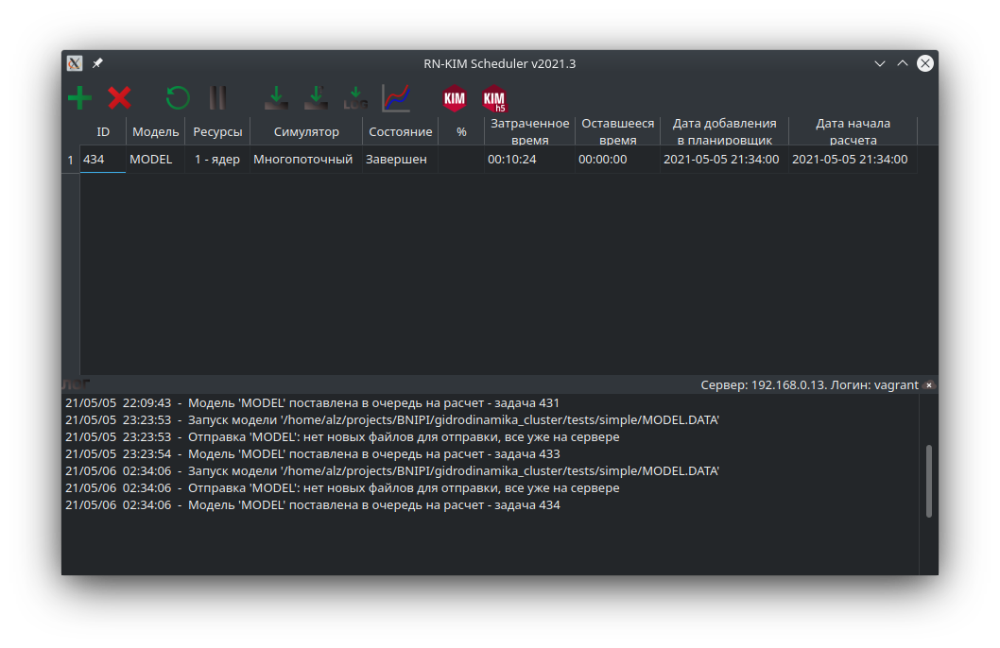 RN-KIM Scheduler v2021.3
LOG KIM KIM h5
ID Модель Ресурсы Симулятор Состояние % Затраченное время Оставшееся время Дата добавления в планировщик Дата начала расчета
1 434 MODEL 1 - ядер Многопоточный Завершен 00:10:24 00:00:00 2021-05-05 21:34:00 2021-05-05 21:34:00
Лог Сервер: 192.168.0.13. Логин: vagrant
21/05/05 22:09:43 - Модель 'MODEL' поставлена в очередь на расчет - задача 431
21/05/05 23:23:53 - Запуск модели '/home/alz/projects/BNIPI/gidrodinamika_cluster/tests/simple/MODEL.DATA'
21/05/05 23:23:53 - Отправка 'MODEL': нет новых файлов для отправки, все уже на сервере
21/05/05 23:23:54 - Модель 'MODEL' поставлена в очередь на расчет - задача 433
21/05/06 02:34:06 - Запуск модели '/home/alz/projects/BNIPI/gidrodinamika_cluster/tests/simple/MODEL.DATA'
21/05/06 02:34:06 - Отправка 'MODEL': нет новых файлов для отправки, все уже на сервере
21/05/06 02:34:06 - Модель 'MODEL' поставлена в очередь на расчет - задача 434